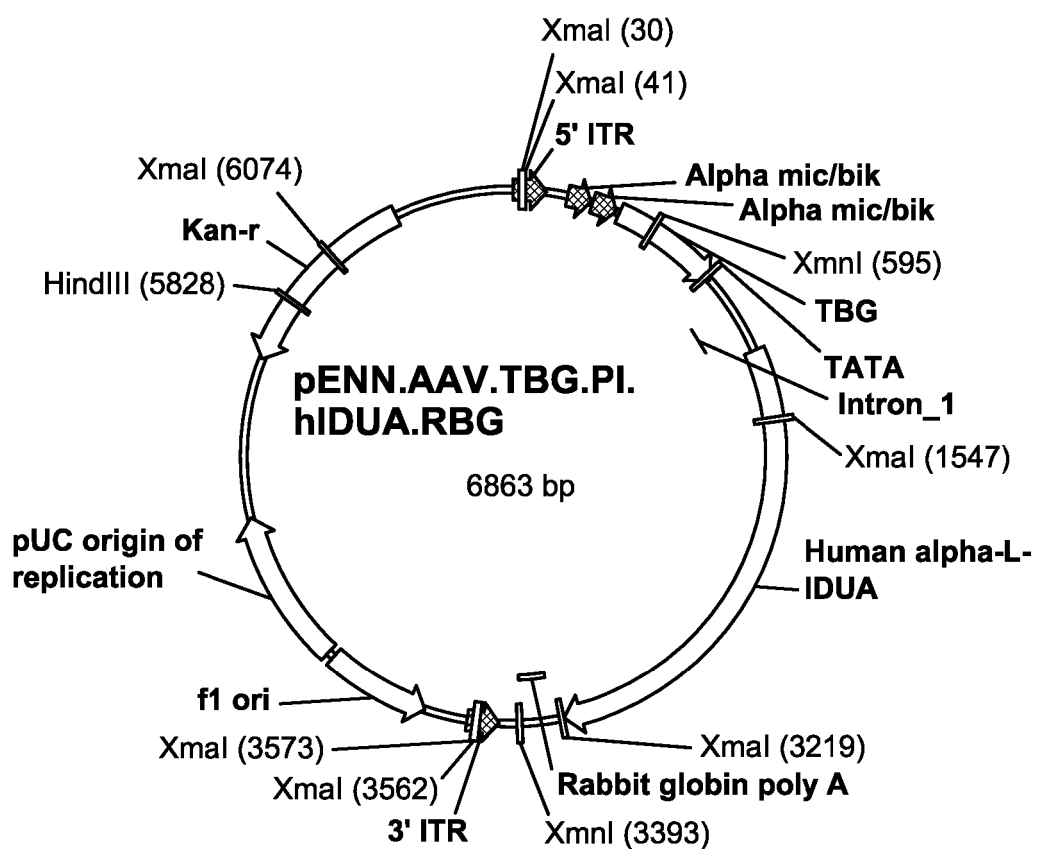 XmaI (30)
XmaI (41)
5' ITR
Alpha mic/bik
Alpha mic/bik
XmnI (595)
TBG
TATA
Intron_1
XmaI (1547)
Human alpha-L-
IDUA
XmaI (3219)
Rabbit globin poly A
XmnI (3393)
3' ITR
XmaI (3562)
XmaI (3573)
f1 ori
pUC origin of
replication
HindIII (5828)
Kan-r
XmaI (6074)
pENN.AAV.TBG.PI.
hIDUA.RBG
6863 bp